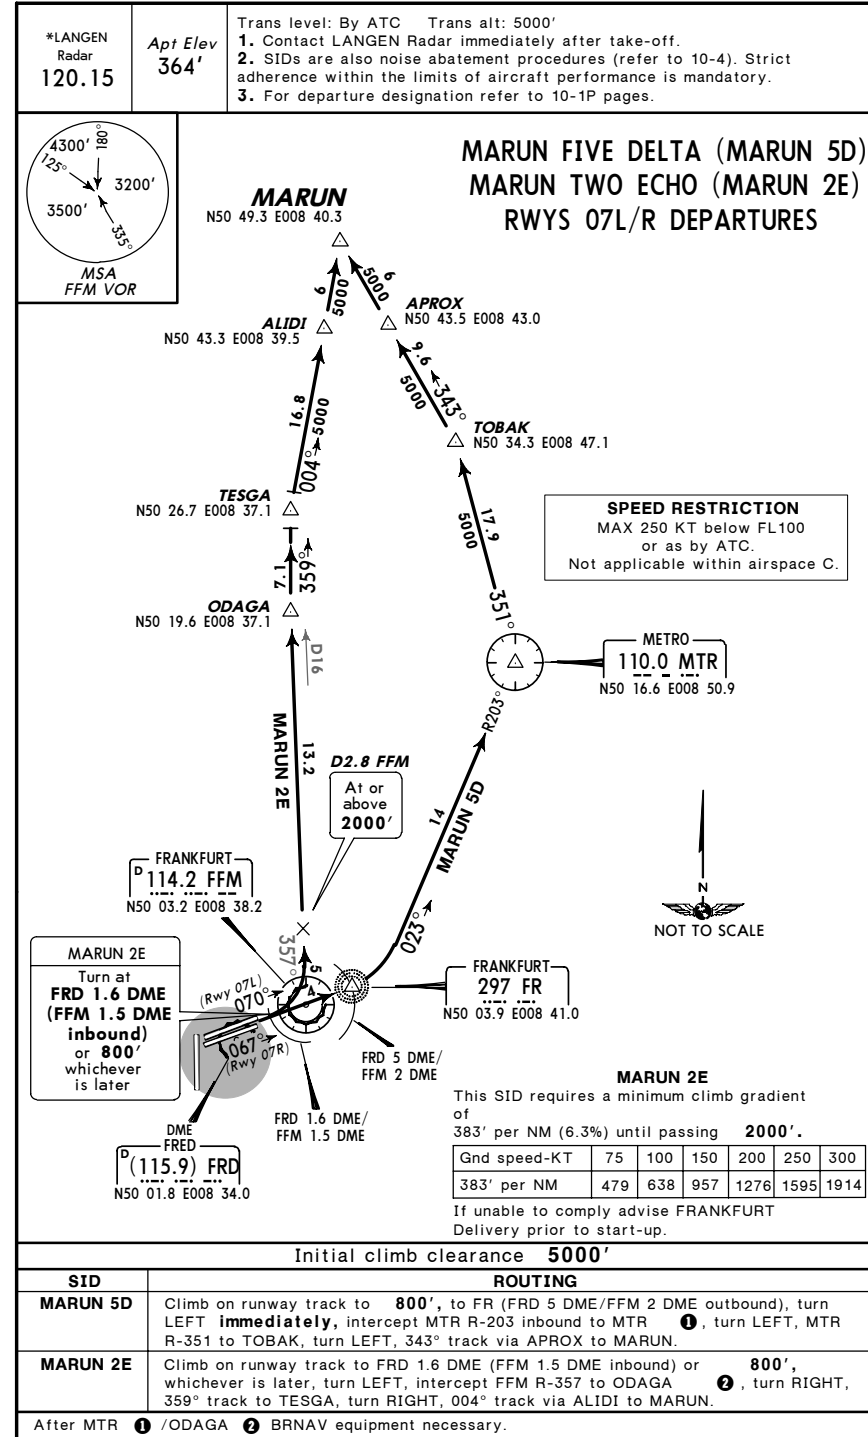 *LANGEN
Radar
120.15
Apt Elev
364'
Trans level: By ATC Trans alt: 5000'
1. Contact LANGEN Radar immediately after take-off.
2. SIDs are also noise abatement procedures (refer to 10-4). Strict
adherence within the limits of aircraft performance is mandatory.
3. For departure designation refer to 10-1P pages.
4300'
180°
125°
3200'
3500'
335°
MSA
FFM VOR
MARUN FIVE DELTA (MARUN 5D)
MARUN TWO ECHO (MARUN 2E)
RWYS 07L/R DEPARTURES
MARUN
N50 49.3 E008 40.3
6
5000
6
5000
ALIDI
N50 43.3 E008 39.5
APROX
N50 43.5 E008 43.0
16.8
004°
5000
9.6
343°
5000
TOBAK
N50 34.3 E008 47.1
TESGA
N50 26.7 E008 37.1
17.9
5000
351°
SPEED RESTRICTION
MAX 250 KT below FL100
or as by ATC.
Not applicable within airspace C.
7.1
359°
ODAGA
N50 19.6 E008 37.1
D16
METRO
110.0 MTR
N50 16.6 E008 50.9
R203°
MARUN 2E
13.2
D2.8 FFM
At or
above
2000'
14
MARUN 5D
023°
FRANKFURT
D 114.2 FFM
N50 03.2 E008 38.2
N
NOT TO SCALE
MARUN 2E
Turn at
FRD 1.6 DME
(FFM 1.5 DME
inbound)
or 800'
whichever
is later
357°
5
(Rwy 07L)
070°
4
067°
(Rwy 07R)
FRANKFURT
297 FR
N50 03.9 E008 41.0
FRD 5 DME/
FFM 2 DME
FRD 1.6 DME/
FFM 1.5 DME
DME
FRED
D (115.9) FRD
N50 01.8 E008 34.0
MARUN 2E
This SID requires a minimum climb gradient
of
383' per NM (6.3%) until passing 2000'.
Gnd speed-KT 75 100 150 200 250 300
383' per NM 479 638 957 1276 1595 1914
If unable to comply advise FRANKFURT
Delivery prior to start-up.
Initial climb clearance 5000'
SID ROUTING
MARUN 5D Climb on runway track to 800', to FR (FRD 5 DME/FFM 2 DME outbound), turn
LEFT immediately, intercept MTR R-203 inbound to MTR ❶, turn LEFT, MTR
R-351 to TOBAK, turn LEFT, 343° track via APROX to MARUN.
MARUN 2E Climb on runway track to FRD 1.6 DME (FFM 1.5 DME inbound) or 800',
whichever is later, turn LEFT, intercept FFM R-357 to ODAGA ❷, turn RIGHT,
359° track to TESGA, turn RIGHT, 004° track via ALIDI to MARUN.
After MTR ❶ /ODAGA ❷ BRNAV equipment necessary.